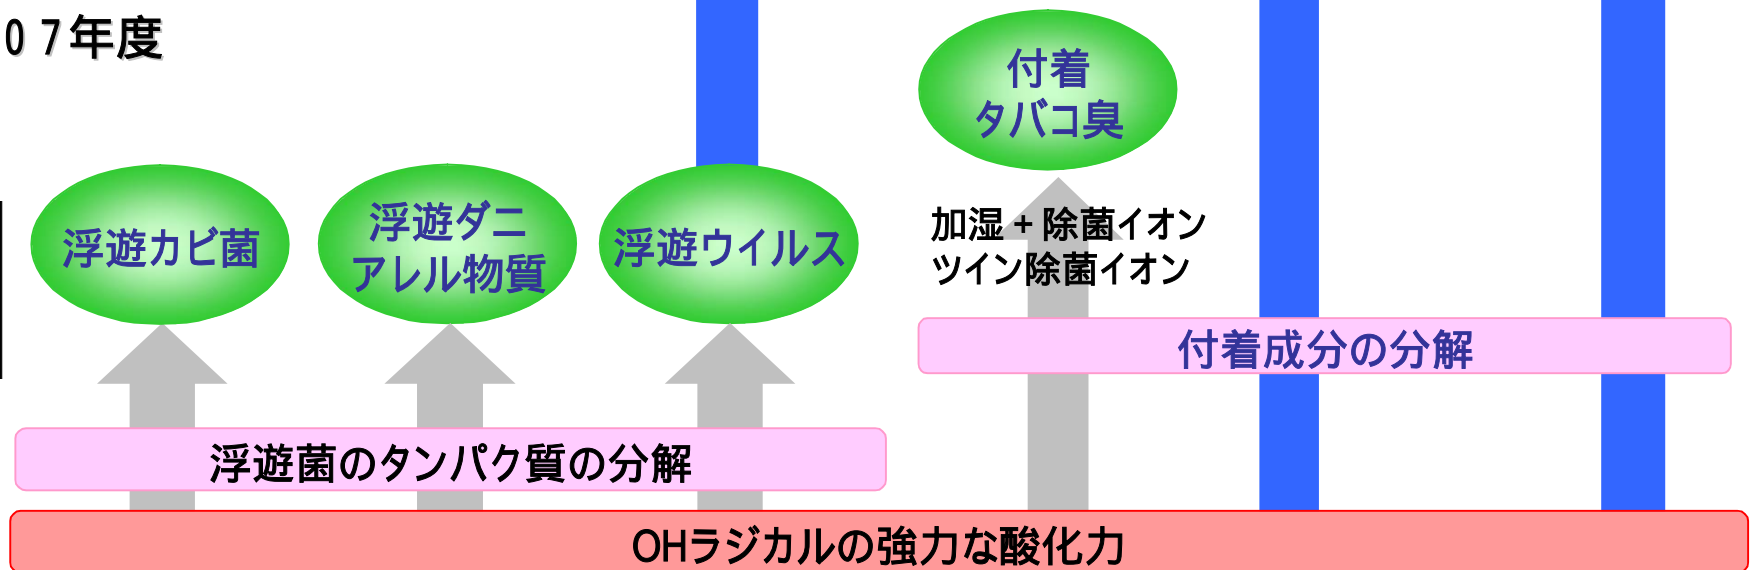 ０７年度
付着
タバコ臭
浮遊カビ菌
浮遊ダニ
アレル物質
浮遊ウイルス
加湿＋除菌イオン
ツイン除菌イオン
付着成分の分解
浮遊菌のタンパク質の分解
OHラジカルの強力な酸化力